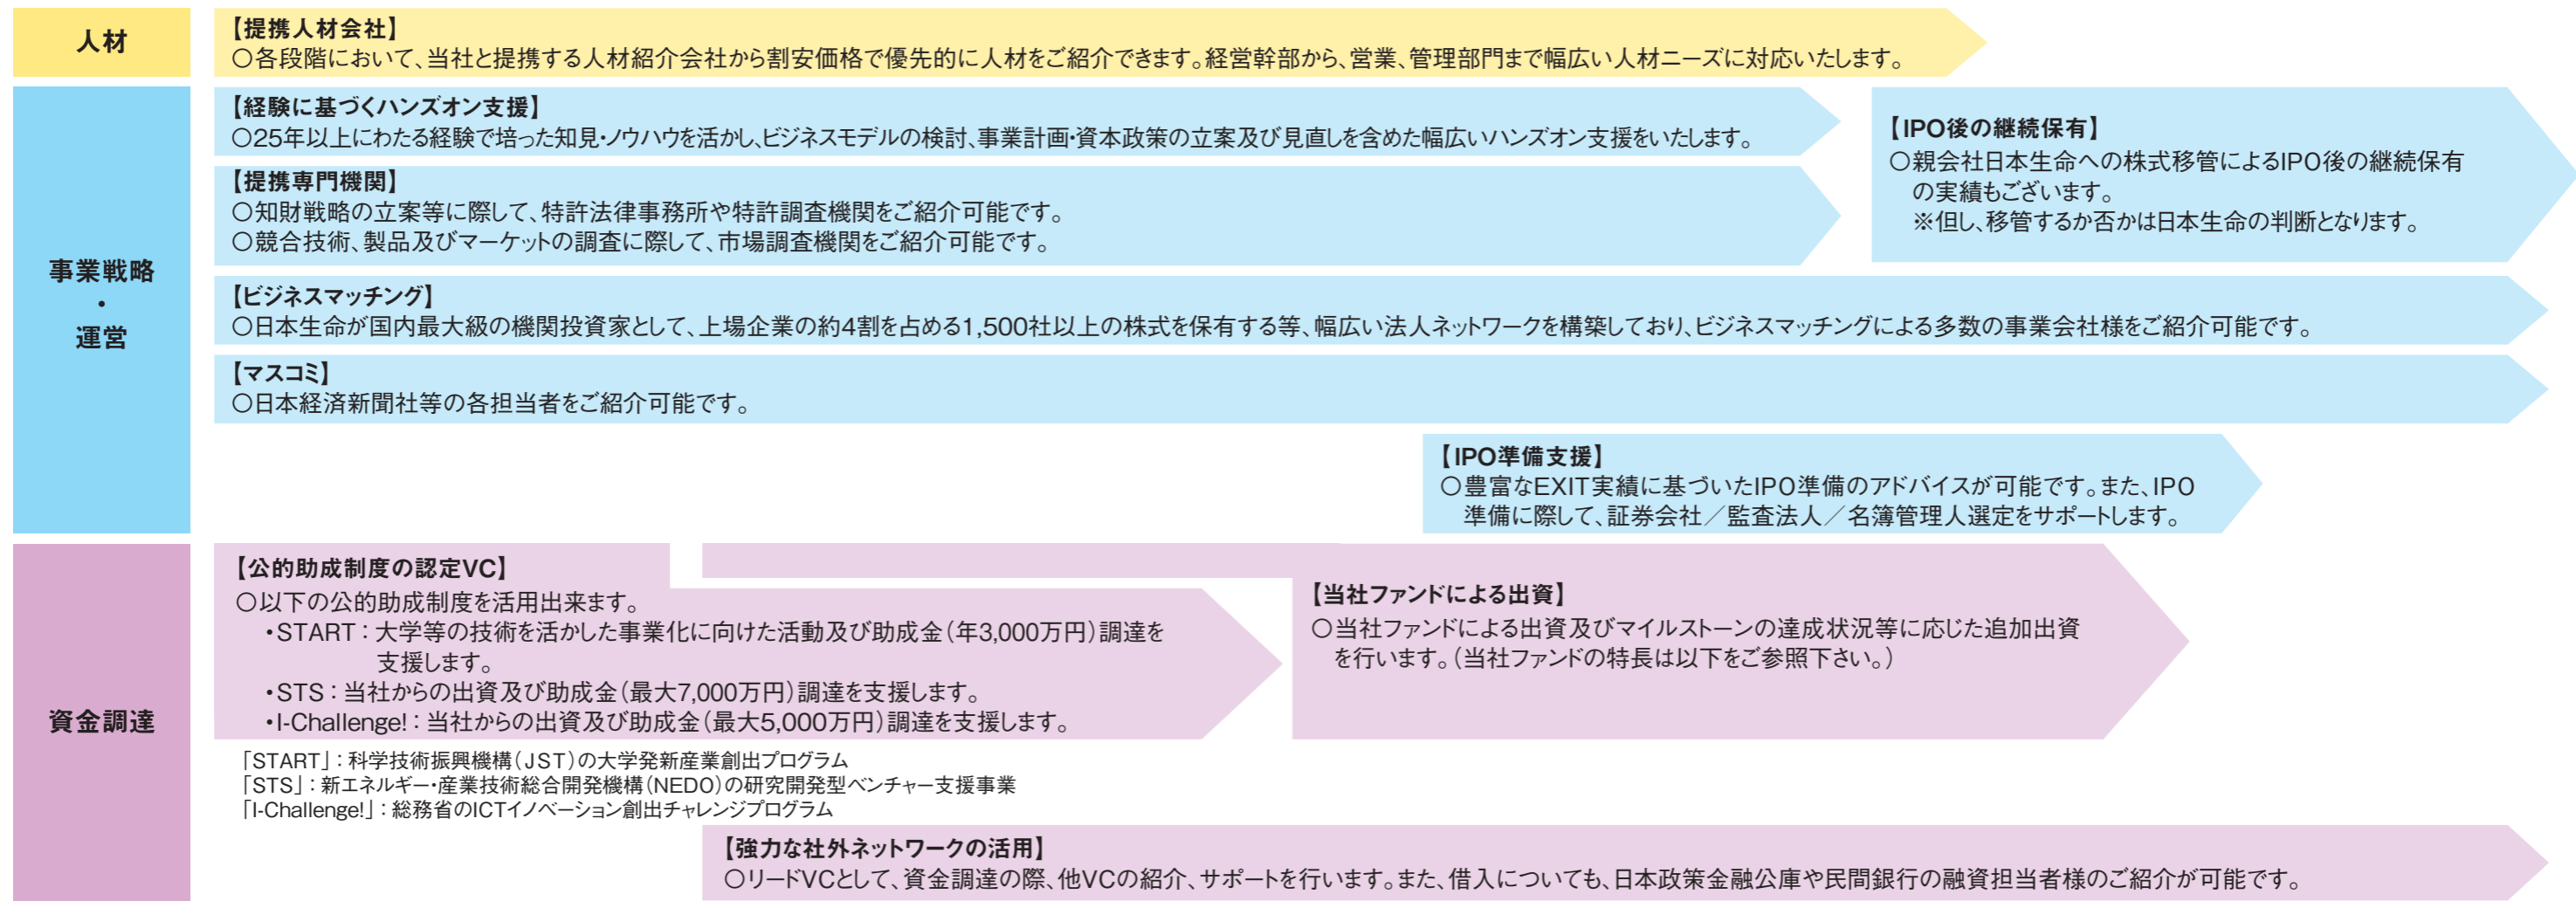 人材
【提携人材会社】
○各段階において、当社と提携する人材紹介会社から割安価格で優先的に人材をご紹介できます。経営幹部から、営業、管理部門まで幅広い人材ニーズに対応いたします。
事業戦略
・
運営
【経験に基づくハンズオン支援】
○25年以上にわたる経験で培った知見・ノウハウを活かし、ビジネスモデルの検討、事業計画・資本政策の立案及び見直しを含めた幅広いハンズオン支援をいたします。
【提携専門機関】
○知財戦略の立案等に際して、特許法律事務所や特許調査機関をご紹介可能です。
○競合技術、製品及びマーケットの調査に際して、市場調査機関をご紹介可能です。
【IPO後の継続保有】
○親会社日本生命への株式移管によるIPO後の継続保有
の実績もございます。
※但し、移管するか否かは日本生命の判断となります。
【ビジネスマッチング】
○日本生命が国内最大級の機関投資家として、上場企業の約4割を占める1,500社以上の株式を保有する等、幅広い法人ネットワークを構築しており、ビジネスマッチングによる多数の事業会社様をご紹介可能です。
【マスコミ】
○日本経済新聞社等の各担当者をご紹介可能です。
【IPO準備支援】
○豊富なEXIT実績に基づいたIPO準備のアドバイスが可能です。また、IPO
準備に際して、証券会社／監査法人／名簿管理人選定をサポートします。
資金調達
【公的助成制度の認定VC】
○以下の公的助成制度を活用出来ます。
・START：大学等の技術を活かした事業化に向けた活動及び助成金（年3,000万円）調達を
支援します。
・STS：当社からの出資及び助成金（最大7,000万円）調達を支援します。
・I-Challenge!：当社からの出資及び助成金（最大5,000万円）調達を支援します。
【当社ファンドによる出資】
○当社ファンドによる出資及びマイルストーンの達成状況等に応じた追加出資
を行います。（当社ファンドの特長は以下をご参照下さい。）
「START」：科学技術振興機構（JST）の大学発新産業創出プログラム
「STS」：新エネルギー・産業技術総合開発機構（NEDO）の研究開発型ベンチャー支援事業
「I-Challenge!」：総務省のICTイノベーション創出チャレンジプログラム
【強力な社外ネットワークの活用】
○リードVCとして、資金調達の際、他VCの紹介、サポートを行います。また、借入についても、日本政策金融公庫や民間銀行の融資担当者様のご紹介が可能です。